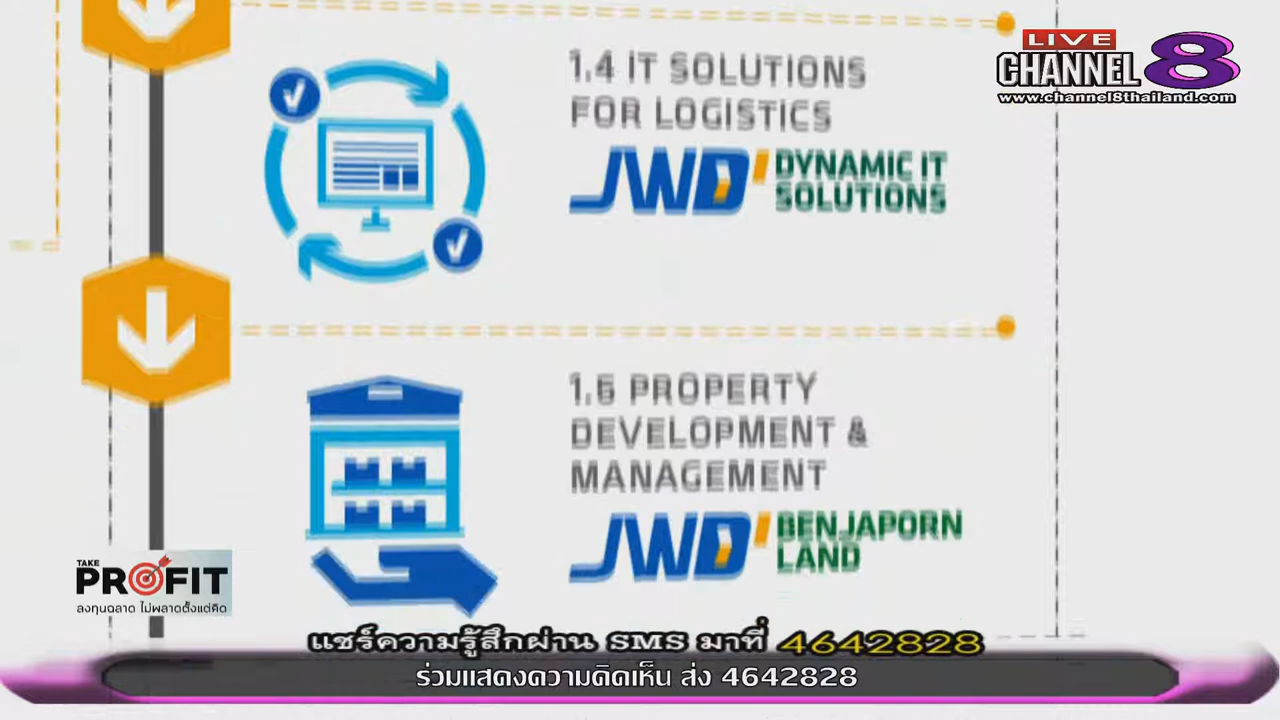 LIVE
CHANNEL 8
www.channel8thailand.com
1.4 IT SOLUTIONS
FOR LOGISTICS
JWD DYNAMIC IT
SOLUTIONS
1.5 PROPERTY
DEVELOPMENT &
MANAGEMENT
JWD BENJAPORN
LAND
TAKE
PROFIT
ลงทุนฉลาด ไม่พลาดตั้งแต่คิด
แชร์ความรู้สึกผ่าน SMS มาที่ 4642828
ร่วมแสดงความคิดเห็น ส่ง 4642828